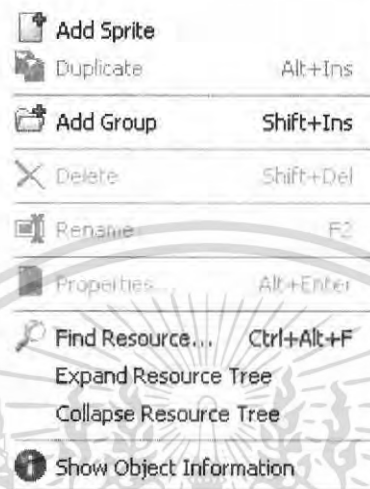 Add Sprite
Duplicate Alt+Ins
Add Group Shift+Ins
Delete Shift+Del
Rename F2
Properties... Alt+Enter
Find Resource... Ctrl+Alt+F
Expand Resource Tree
Collapse Resource Tree
Show Object Information